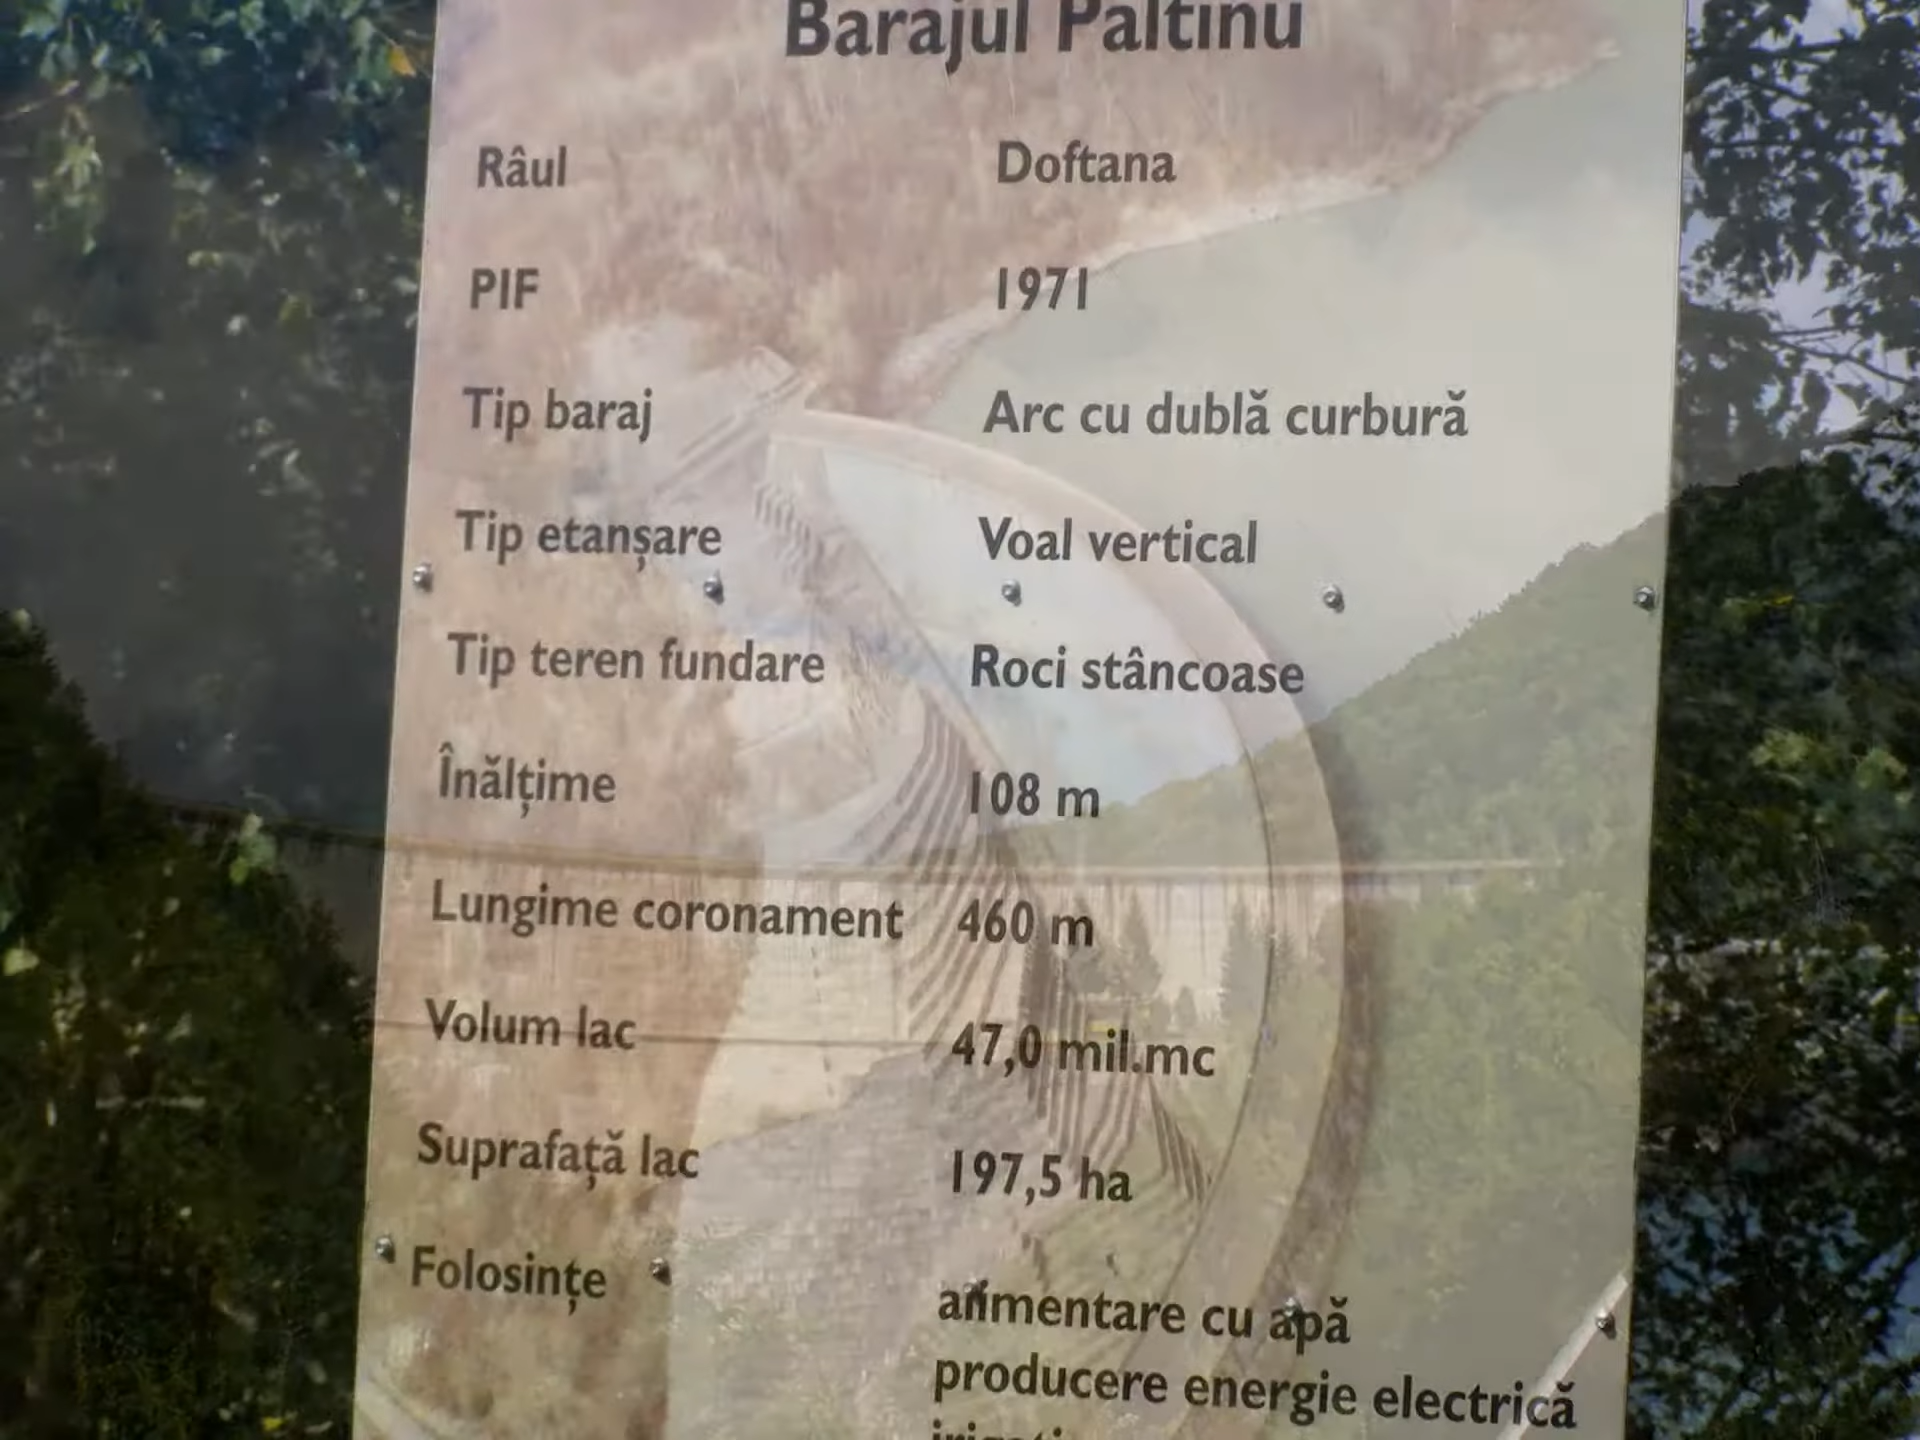 Barajul Paltinu
Râul Doftana
PIF 1971
Tip baraj Arc cu dublă curbură
Tip etanșare Voal vertical
Tip teren fundare Roci stâncoase
Înălțime 108 m
Lungime coronament 460 m
Volum lac 47,0 mil.mc
Suprafață lac 197,5 ha
Folosințe
alimentare cu apă
producere energie electrică